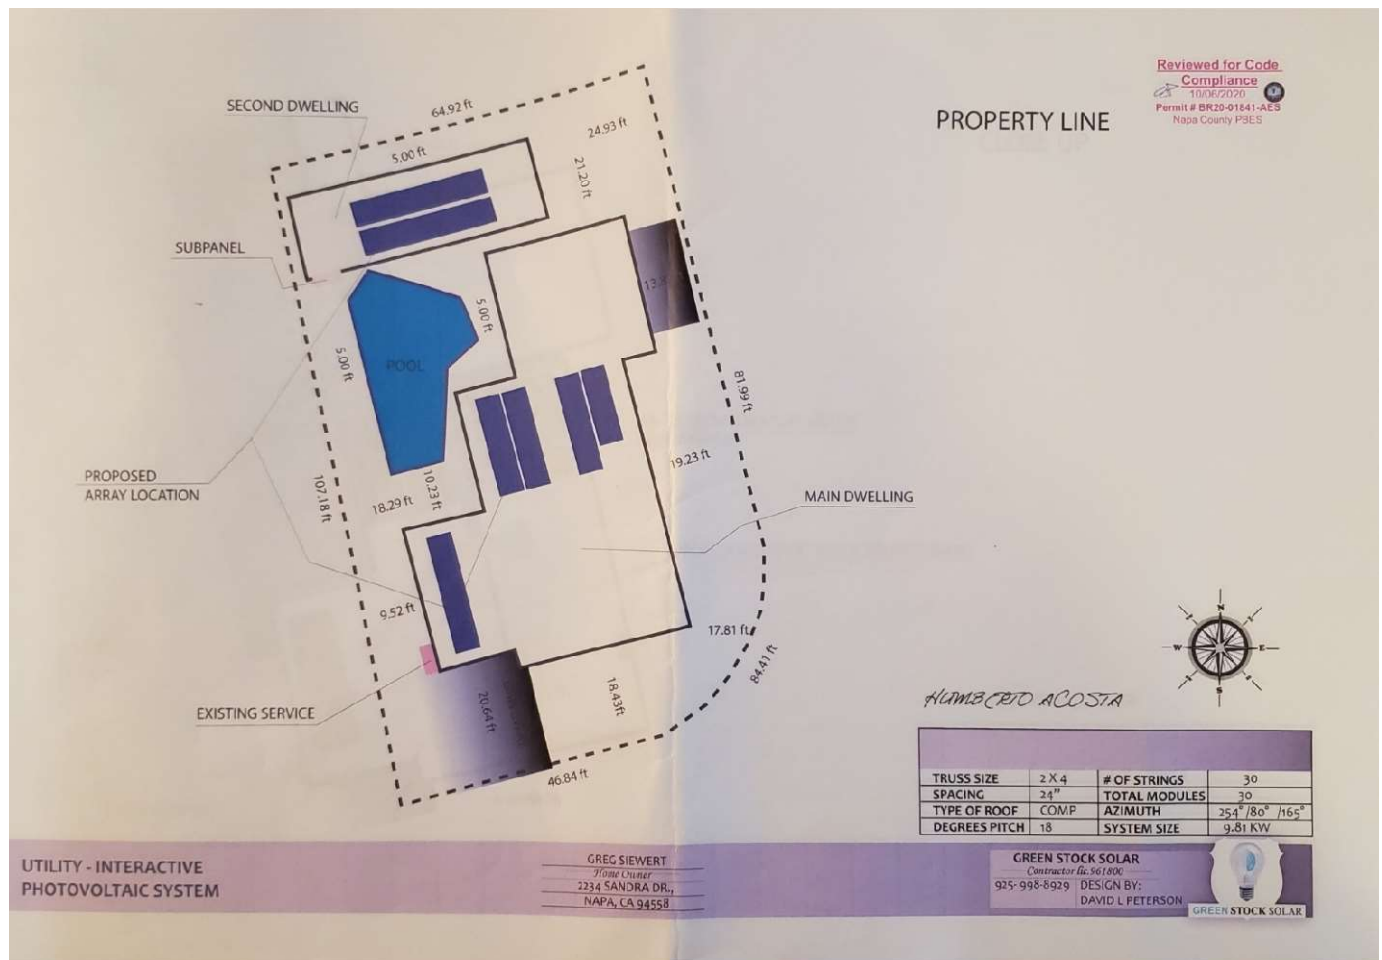 Reviewed for Code
Compliance
10/06/2020
Permit # BR20-01841-AES
Napa County PBES
PROPERTY LINE
SECOND DWELLING
64.92 ft
24.93 ft
5.00 ft
21.20 ft
SUBPANEL
5.00 ft
5.00 ft
POOL
81.99 ft
PROPOSED
ARRAY LOCATION
107.18 ft
18.29 ft
10.23 ft
19.23 ft
MAIN DWELLING
9.52 ft
17.81 ft
84.41 ft
EXISTING SERVICE
20.64 ft
18.43ft
46.84 ft
N
W E
S
HUMBERTO ACOSTA
TRUSS SIZE 2 X 4 # OF STRINGS 30
SPACING 24" TOTAL MODULES 30
TYPE OF ROOF COMP AZIMUTH 254° /80° /165°
DEGREES PITCH 18 SYSTEM SIZE 9.81 KW
UTILITY - INTERACTIVE
PHOTOVOLTAIC SYSTEM
GREG SIEWERT
Home Owner
2234 SANDRA DR.,
NAPA, CA 94558
GREEN STOCK SOLAR
Contractor lic.561800
925- 998-8929 DESIGN BY:
DAVID L PETERSON
GREEN STOCK SOLAR